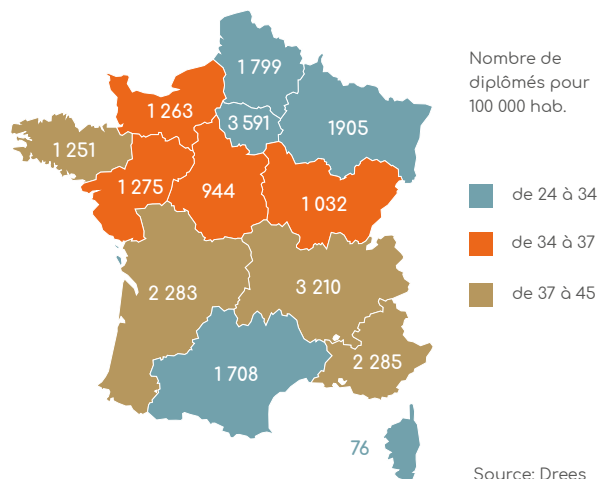 1 799
Nombre de
diplômés pour
100 000 hab.
1 263
3 591
1905
1 251
1 275
944
1 032
de 24 à 34
de 34 à 37
de 37 à 45
2 283
3 210
2 285
1 708
76
Source: Drees